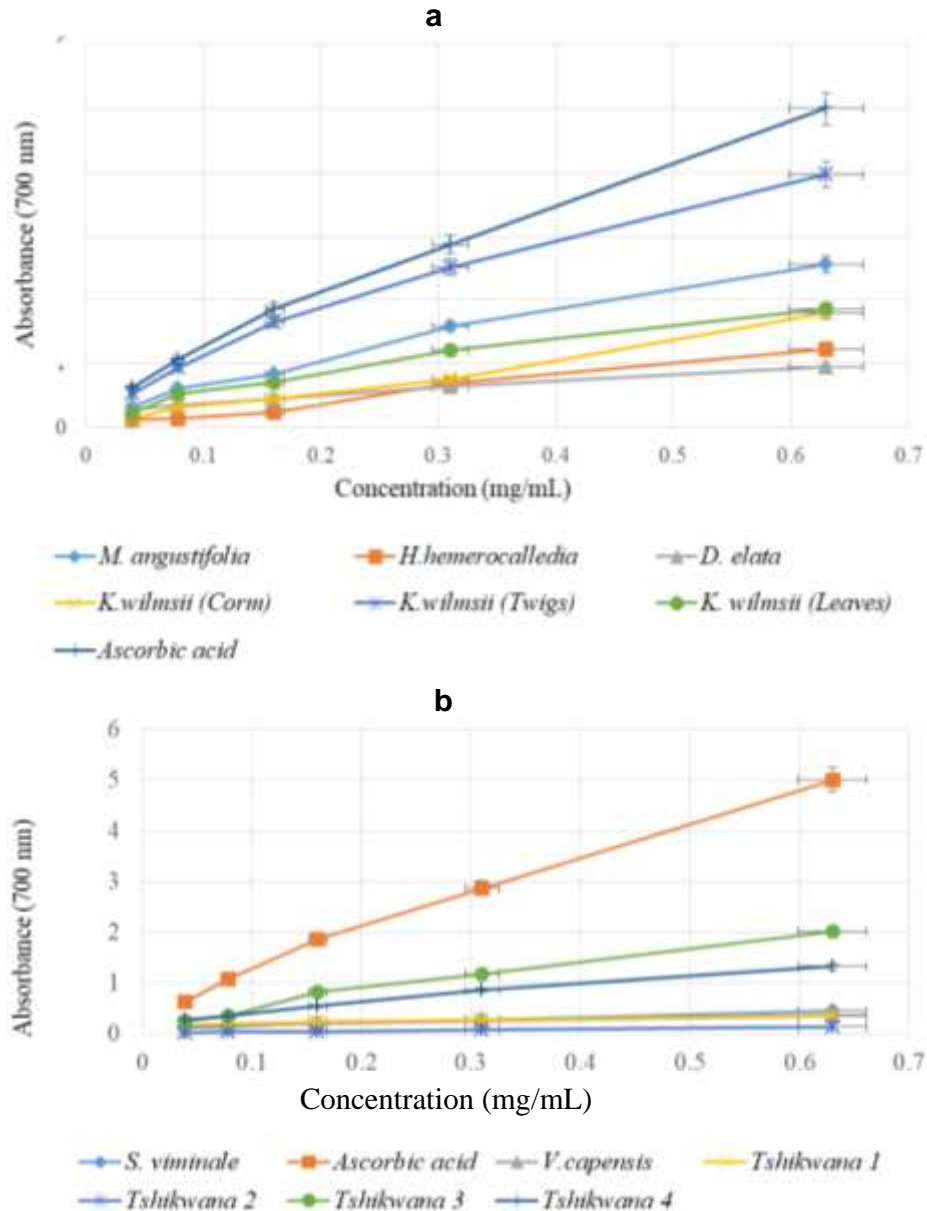 a
Absorbance (700 nm)
0
0 0.1 0.2 0.3 0.4 0.5 0.6 0.7
Concentration (mg/mL)
M. angustifolia H.hemerocalledia D. elata
K.wilmsii (Corm) K.wilmsii (Twigs) K. wilmsii (Leaves)
Ascorbic acid
b
Absorbance (700 nm)
6
5
4
3
2
1
0
0 0.1 0.2 0.3 0.4 0.5 0.6 0.7
Concentration (mg/mL)
S. viminale Ascorbic acid V.capensis Tshikwana 1
Tshikwana 2 Tshikwana 3 Tshikwana 4